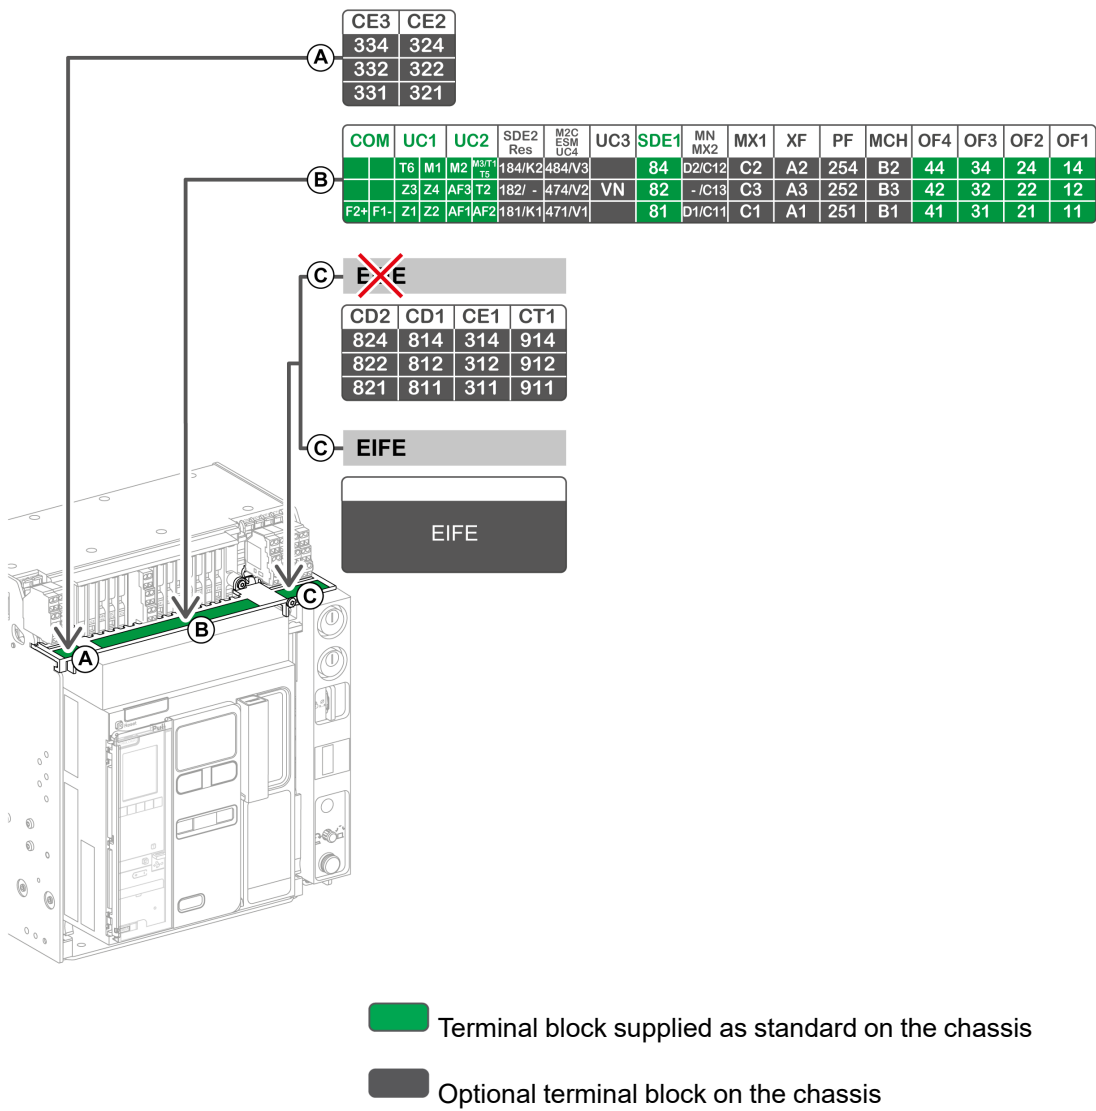 CE3 CE2
334 324
332 322
331 321
A
COM UC1 UC2 SDE2 Res M2C ESM UC4 UC3 SDE1 MN MX2 MX1 XF PF MCH OF4 OF3 OF2 OF1
T6 M1 M2 M3/T1 T5 184/K2 484/V3 84 D2/C12 C2 A2 254 B2 44 34 24 14
Z3 Z4 AF3 T2 182/ - 474/V2 VN 82 - /C13 C3 A3 252 B3 42 32 22 12
F2+ F1- Z1 Z2 AF1 AF2 181/K1 471/V1 81 D1/C11 C1 A1 251 B1 41 31 21 11
B
C
CD2 CD1 CE1 CT1
824 814 314 914
822 812 312 912
821 811 311 911
C EIFE
EIFE
C
B
A
Terminal block supplied as standard on the chassis
Optional terminal block on the chassis